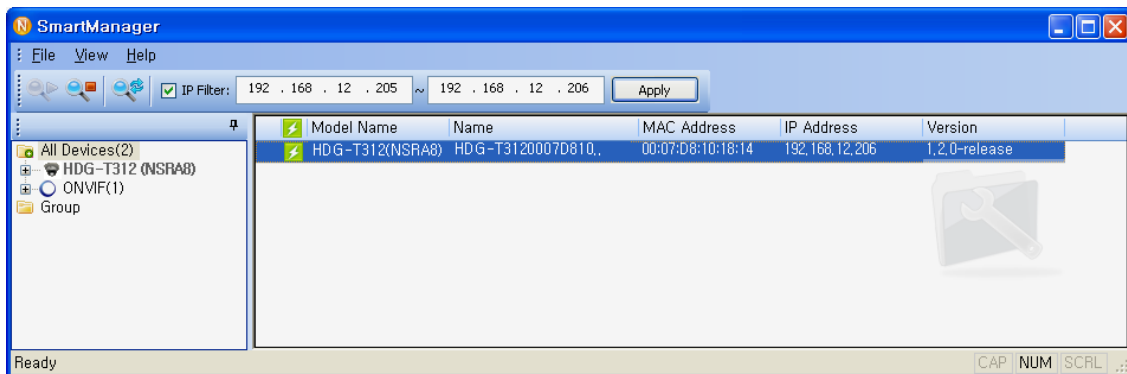 SmartManager
File View Help
IP Filter: 192 . 168 . 12 . 205 ~ 192 . 168 . 12 . 206 Apply
Model Name Name MAC Address IP Address Version
All Devices(2)
HDG-T312(NSRA8) HDG-T3120007D810,, 00:07:D8:10:18:14 192,168,12,206 1,2,0-release
HDG-T312 (NSRA8)
ONVIF(1)
Group
Ready CAP NUM SCRL